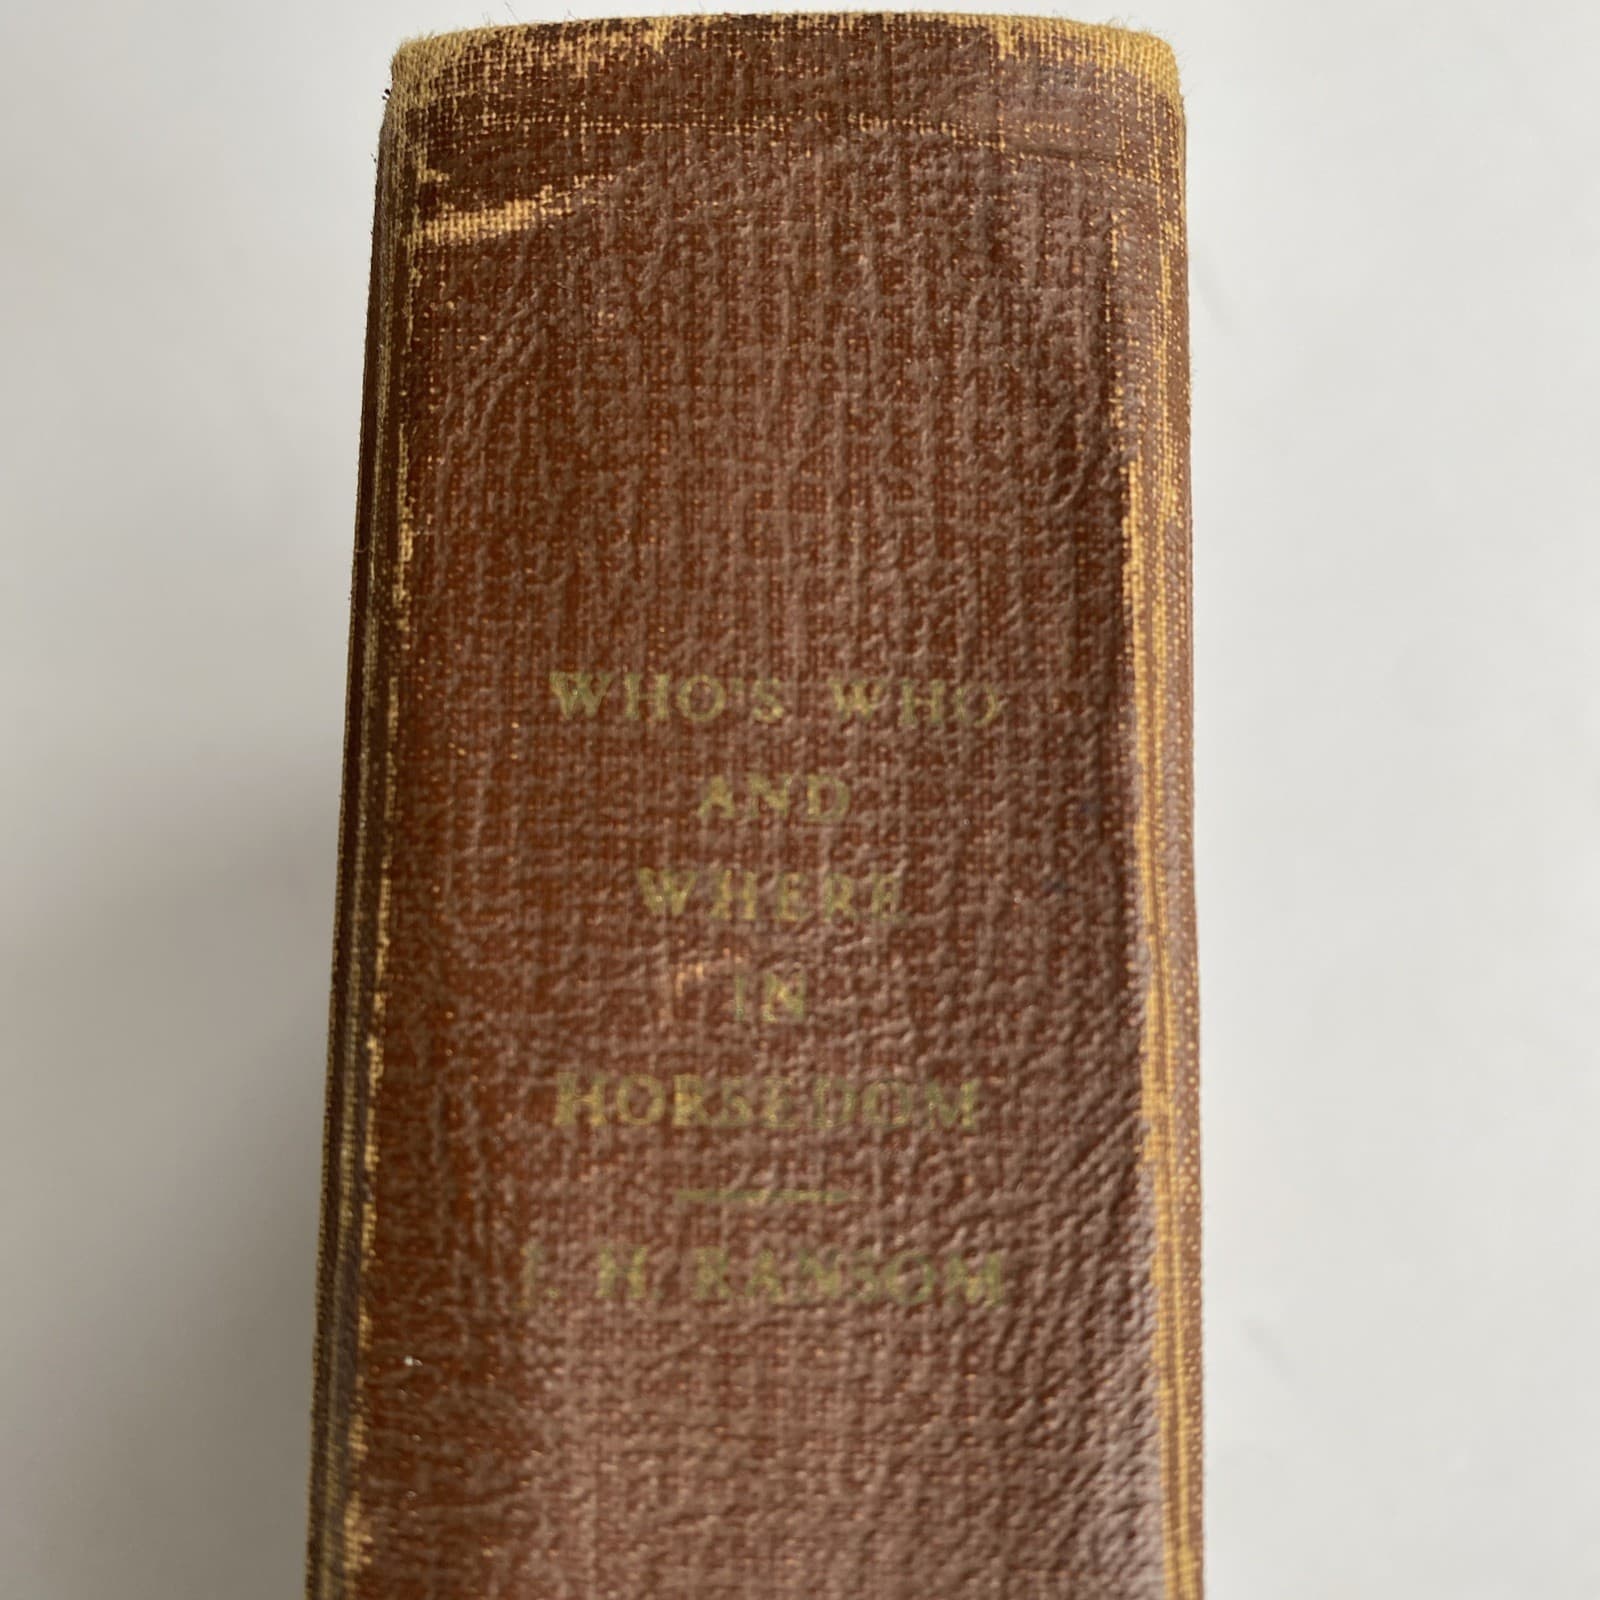 WHO'S WHO
AND
WHERE
IN
HORSEDOM
J. H. RANSOM